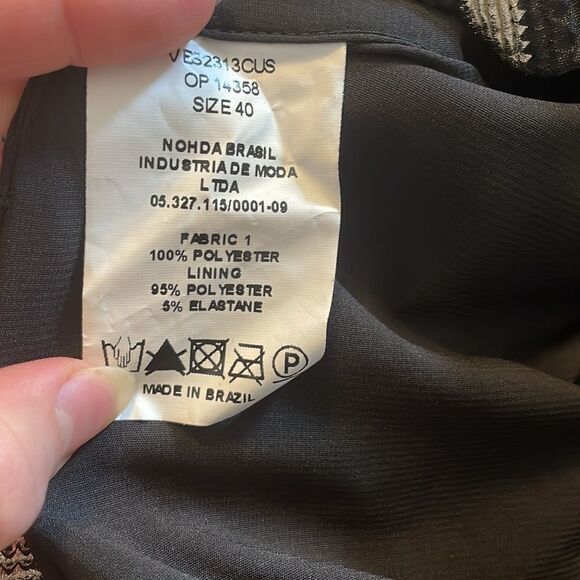 VES2313CUS
OP 14358
SIZE 40
NOHDA BRASIL
INDUSTRIA DE MODA
LTDA
05.327.115/0001-09
FABRIC 1
100% POLYESTER
LINING
95% POLYESTER
5% ELASTANE
P
MADE IN BRAZIL